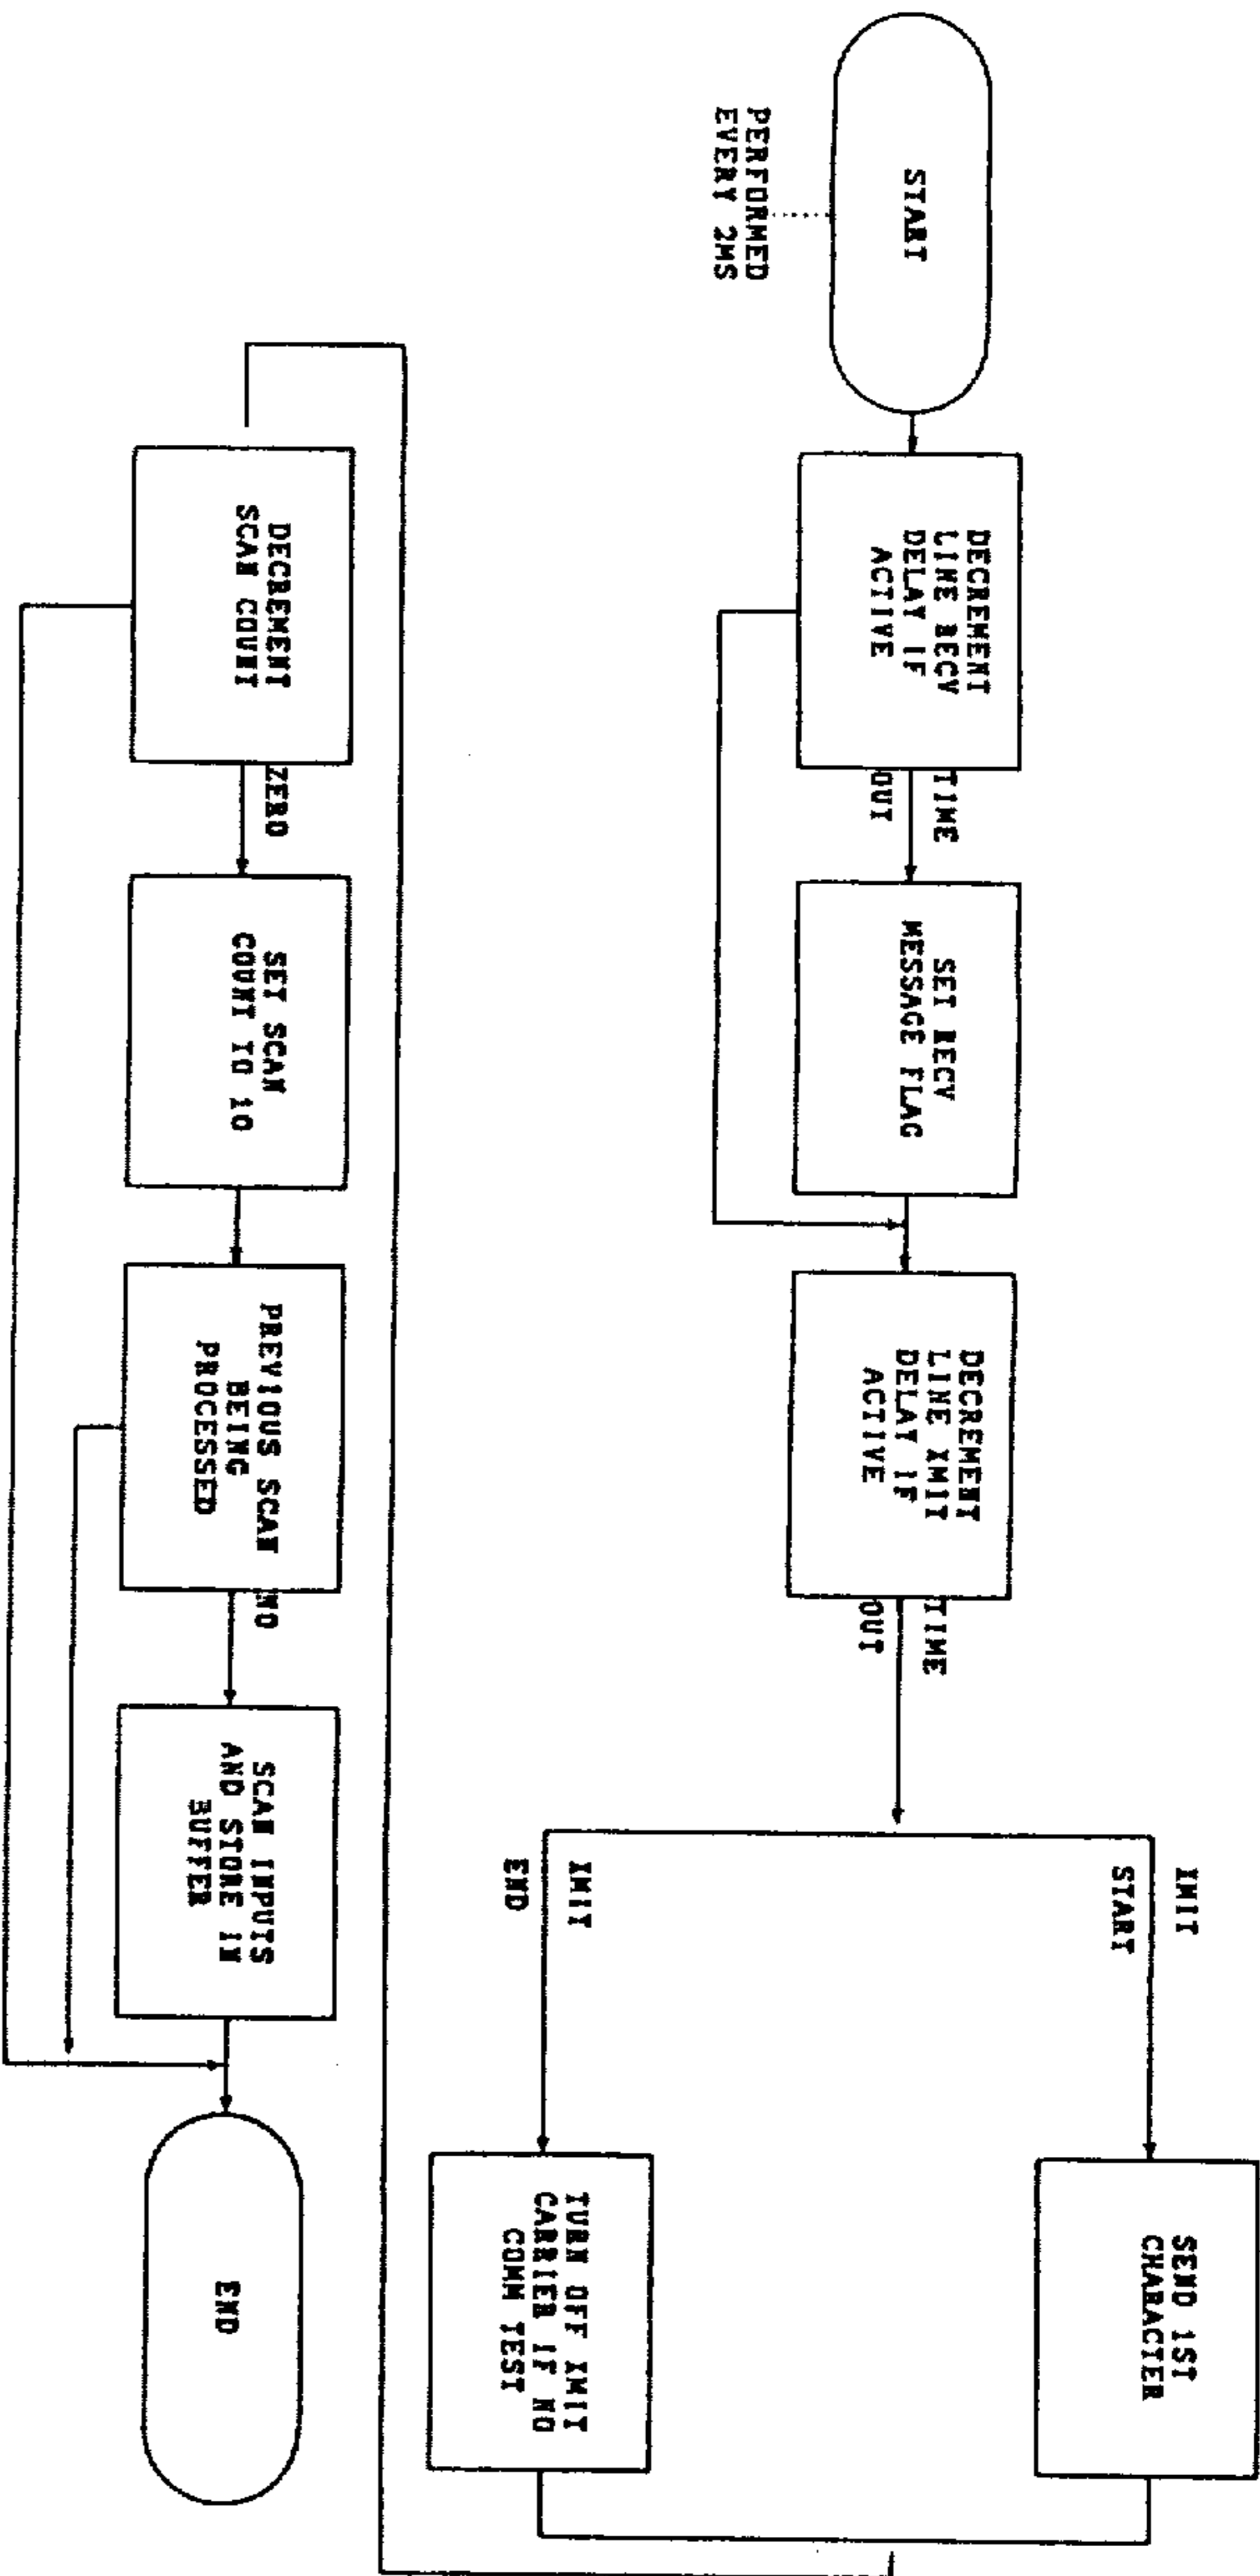 START
PERFORMED
EVERY 2MS
DECREMENT
LINE RECV
DELAY IF
ACTIVE
TIME
OUT
SET RECV
MESSAGE FLAG
DECREMENT
LINE XMIT
DELAY IF
ACTIVE
TIME
OUT
XMIT
START
SEND 1ST
CHARACTER
XMIT
END
TURN OFF XMIT
CARRIER IF NO
COMM TEST
DECREMENT
SCAN COUNT
ZERO
SET SCAN
COUNT TO 10
PREVIOUS SCAN
BEING
PROCESSED
NO
SCAN INPUTS
AND STORE IN
BUFFER
END